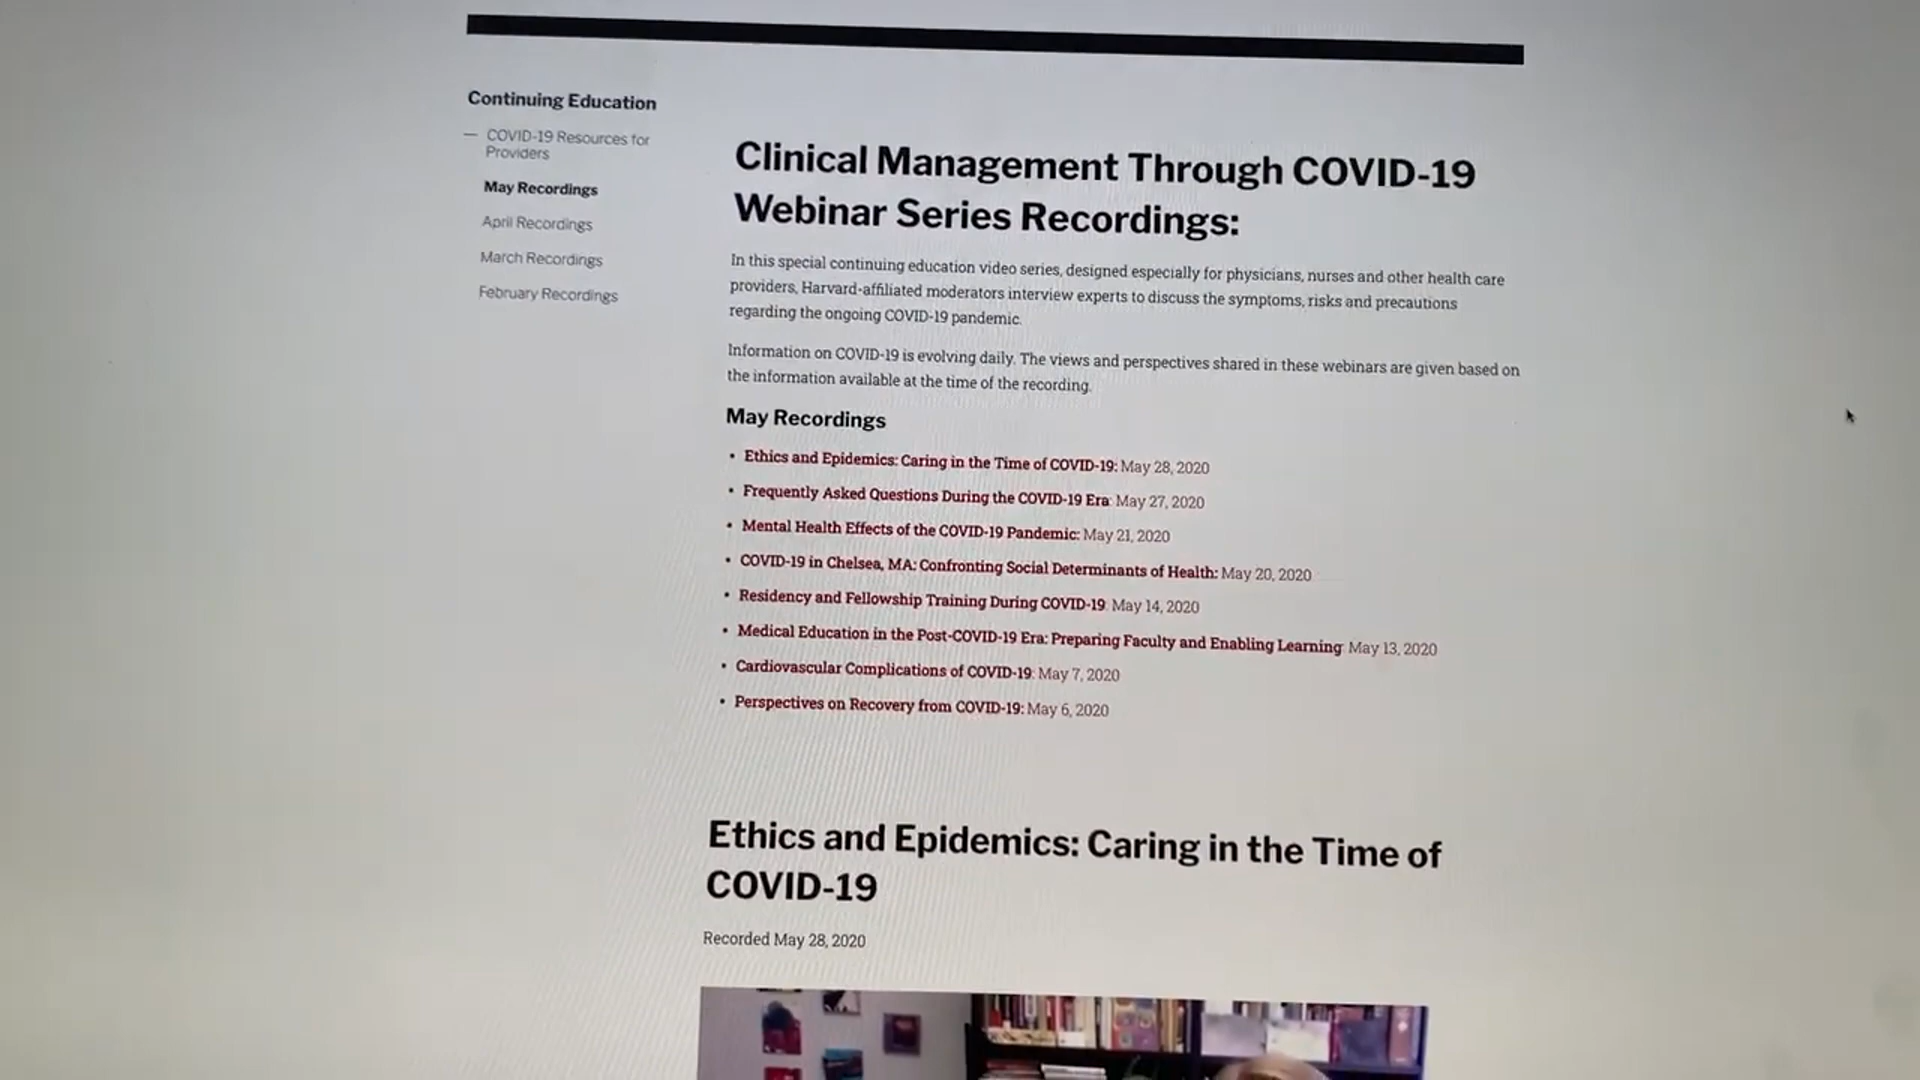 Continuing Education
— COVID-19 Resources for
Providers
May Recordings
April Recordings
March Recordings
February Recordings
Clinical Management Through COVID-19
Webinar Series Recordings:
In this special continuing education video series, designed especially for physicians, nurses and other health care
providers, Harvard-affiliated moderators interview experts to discuss the symptoms, risks and precautions
regarding the ongoing COVID-19 pandemic.
Information on COVID-19 is evolving daily. The views and perspectives shared in these webinars are given based on
the information available at the time of the recording.
May Recordings
• Ethics and Epidemics: Caring in the Time of COVID-19: May 28, 2020
• Frequently Asked Questions During the COVID-19 Era: May 27, 2020
• Mental Health Effects of the COVID-19 Pandemic: May 21, 2020
• COVID-19 in Chelsea, MA: Confronting Social Determinants of Health: May 20, 2020
• Residency and Fellowship Training During COVID-19: May 14, 2020
• Medical Education in the Post-COVID-19 Era: Preparing Faculty and Enabling Learning: May 13, 2020
• Cardiovascular Complications of COVID-19: May 7, 2020
• Perspectives on Recovery from COVID-19: May 6, 2020
Ethics and Epidemics: Caring in the Time of
COVID-19
Recorded May 28, 2020